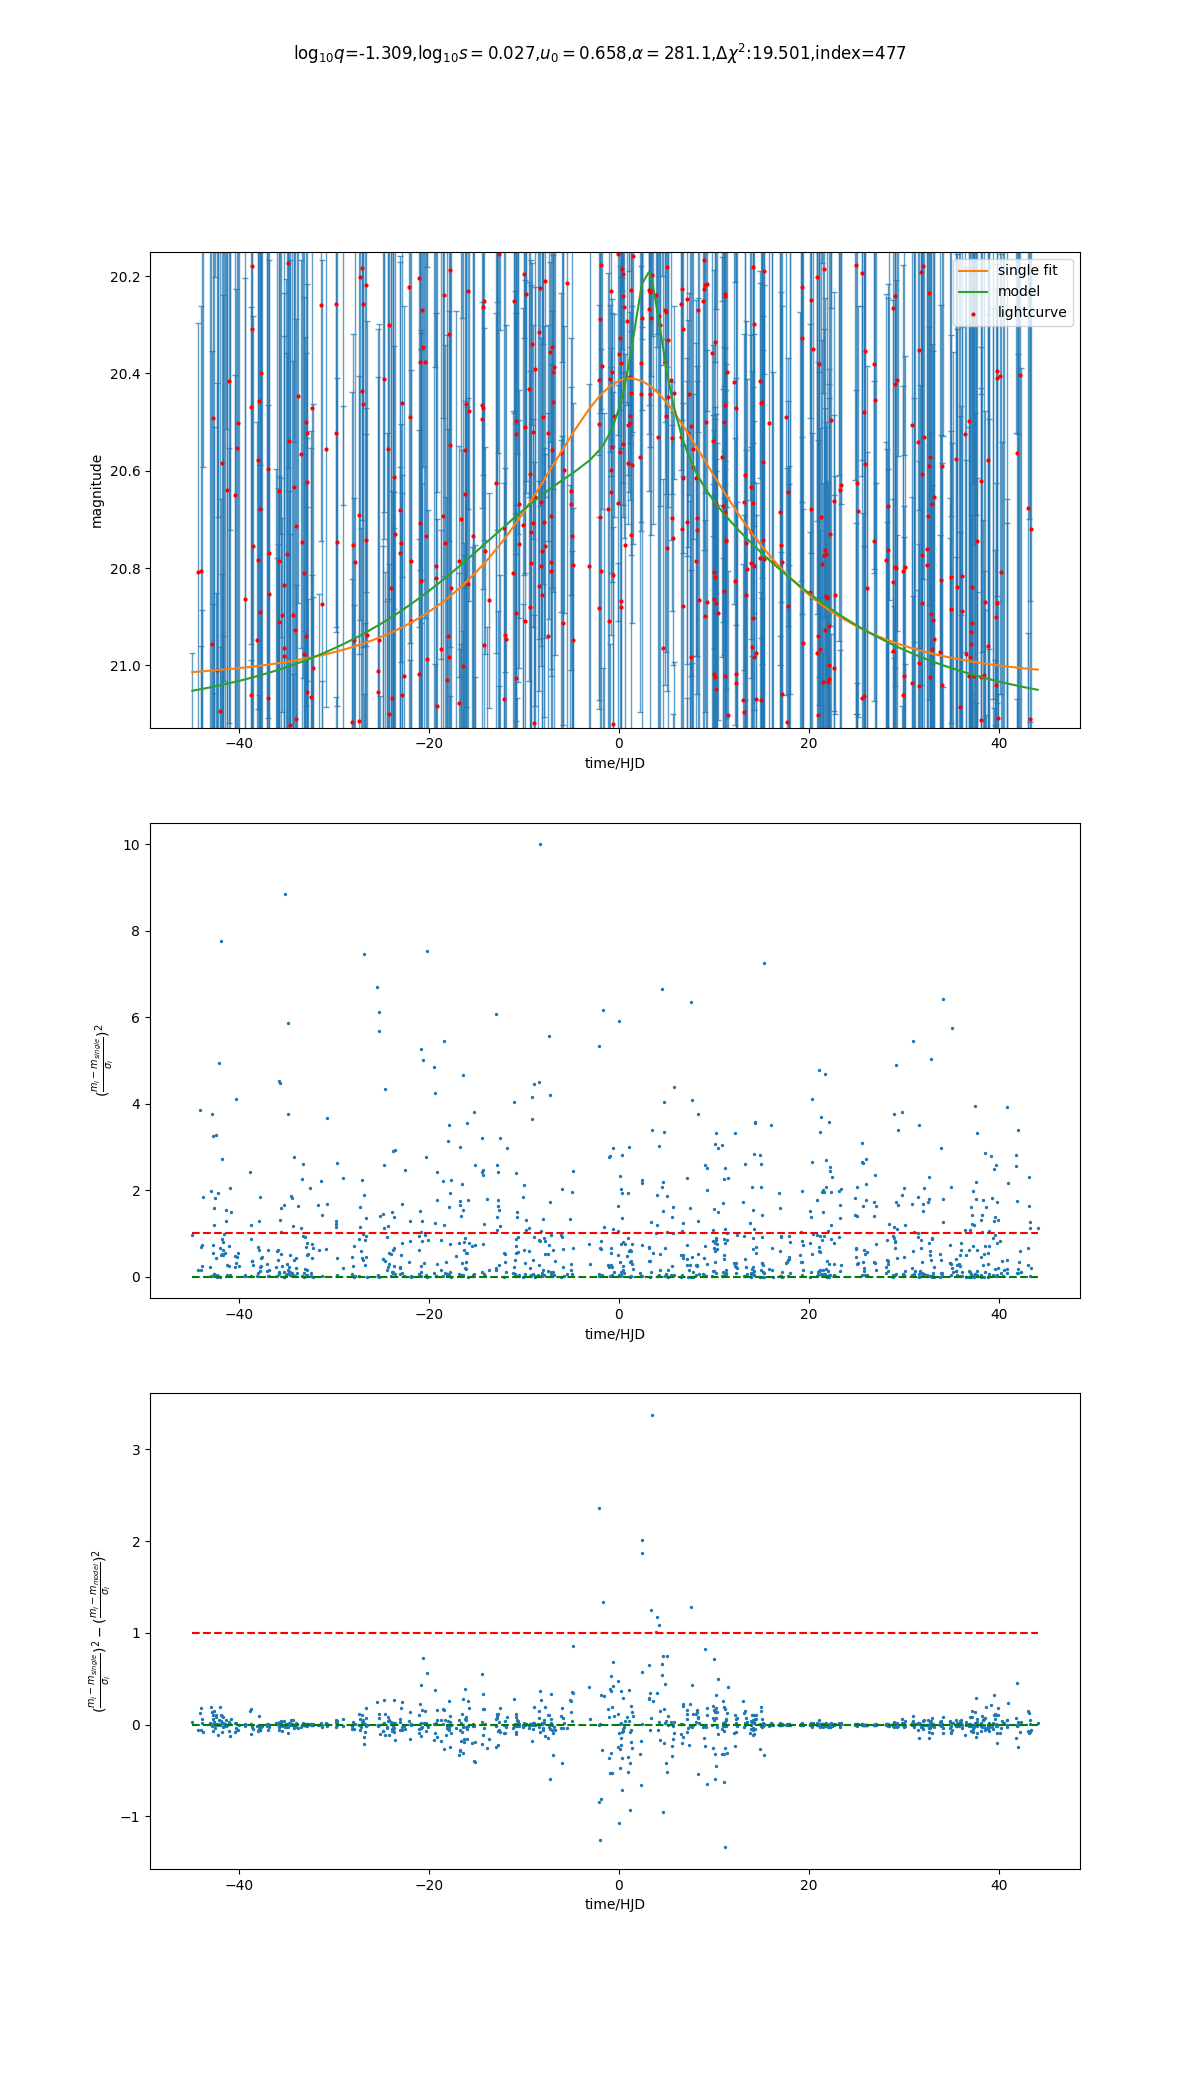 log₁₀q=-1.309,log₁₀s = 0.027,u₀ = 0.658,α = 281.1,Δχ²:19.501,index=477
single fit
model
lightcurve
20.2
20.4
20.6
20.8
21.0
magnitude
−40 −20 0 20 40
time/HJD
10
8
6
4
2
0
((mᵢ − m_single)/σᵢ)²
−40 −20 0 20 40
time/HJD
3
2
1
0
−1
((mᵢ − m_single)/σᵢ)² − ((mᵢ − m_model)/σᵢ)²
−40 −20 0 20 40
time/HJD